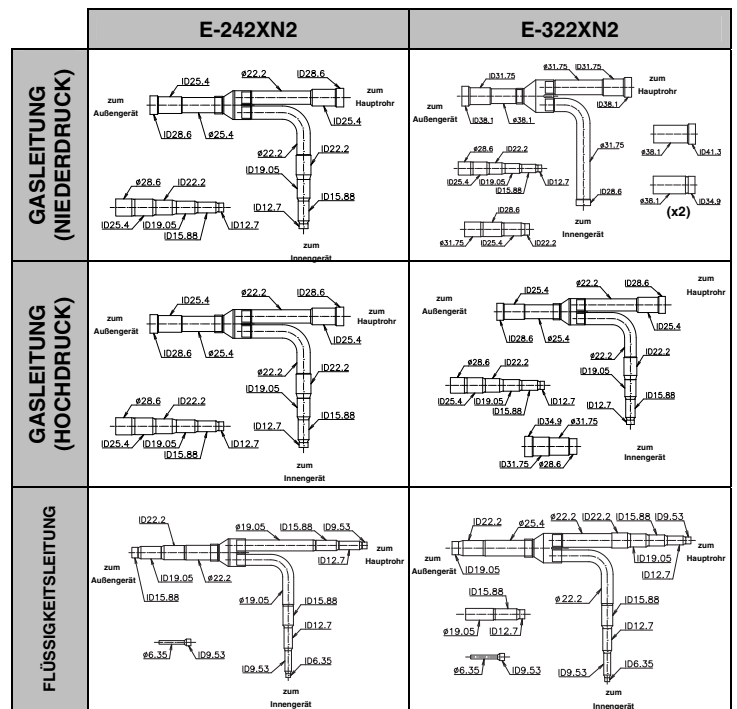 E-242XN2
E-322XN2
GASLEITUNG
(NIEDERDRUCK)
ID25.4
ø22.2
ID28.6
zum
Hauptrohr
zum
Außengerät
ID28.6
ø25.4
ID25.4
ø22.2
ID22.2
ID19.05
ID15.88
ID12.7
zum
Innengerät
ø28.6
ID22.2
ID25.4
ID19.05
ID15.88
ID12.7
ID31.75
ø31.75
ID31.75
zum
Hauptrohr
zum
Außengerät
ID38.1
ø38.1
ID38.1
ø31.75
ø38.1
ID41.3
ø28.6
ID22.2
ID25.4
ID19.05
ID15.88
ID12.7
ø38.1
ID34.9
(x2)
ID28.6
ID28.6
ø31.75
ID25.4
ID22.2
zum
Innengerät
GASLEITUNG
(HOCHDRUCK)
ID25.4
ø22.2
ID28.6
zum
Hauptrohr
zum
Außengerät
ID28.6
ø25.4
ID25.4
ø22.2
ID22.2
ID19.05
ID15.88
ID12.7
zum
Innengerät
ø28.6
ID22.2
ID25.4
ID19.05
ID15.88
ID12.7
ID25.4
ø22.2
ID28.6
zum
Hauptrohr
zum
Außengerät
ID28.6
ø25.4
ID25.4
ø22.2
ID22.2
ID19.05
ID15.88
ID12.7
zum
Innengerät
ø28.6
ID22.2
ID25.4
ID19.05
ID15.88
ID12.7
ID34.9
ø31.75
ID31.75
ø28.6
FLÜSSIGKEITSLEITUNG
ID22.2
ø19.05
ID15.88
ID9.53
zum
Hauptrohr
zum
Außengerät
ID19.05
ø22.2
ID12.7
ID15.88
ø19.05
ID15.88
ID12.7
ID9.53
ID6.35
ø6.35
ID9.53
zum
Innengerät
ID22.2
ø25.4
ø22.2
ID22.2
ID15.88
ID9.53
zum
Hauptrohr
zum
Außengerät
ID19.05
ID19.05
ID12.7
ID15.88
ø19.05
ID12.7
ø22.2
ID15.88
ID12.7
ø6.35
ID9.53
ID9.53
ID6.35
zum
Innengerät